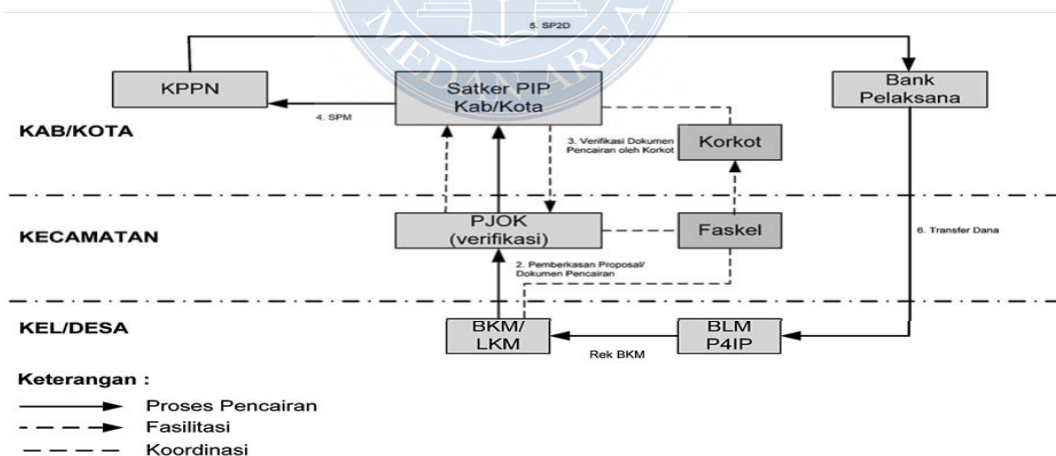 5. SP2D
MEDAN AREA
KPPN
Satker PIP
Kab/Kota
Bank
Pelaksana
4. SPM
KAB/KOTA
3. Verifikasi Dokumen
Pencairan oleh Korkot
Korkot
KECAMATAN
PJOK
(verifikasi)
Faskel
6. Transfer Dana
2. Pemberkasan Proposal/
Dokumen Pencairan
KEL/DESA
BKM/
LKM
BLM
P4IP
Rek BKM
Keterangan :
Proses Pencairan
Fasilitasi
Koordinasi